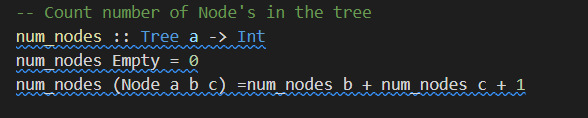 -- Count number of Node's in the tree
num_nodes :: Tree a -> Int
num_nodes Empty = 0
num_nodes (Node a b c) =num_nodes b + num_nodes c + 1